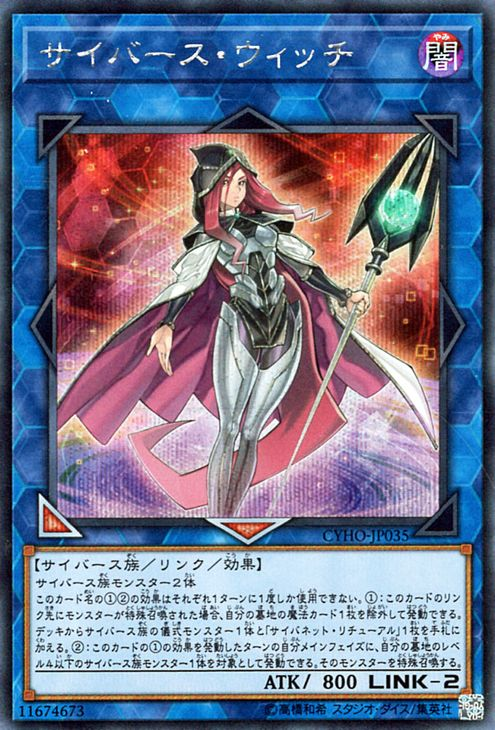 サイバース・ウィッチ
闇
やみ
CYHO-JP035
【サイバース族／リンク／効果】
サイバース族モンスター２体
このカード名の①②の効果はそれぞれ１ターンに１度しか使用できない。①：このカードのリン
ク先にモンスターが特殊召喚された場合、自分の墓地の魔法カード１枚を除外して発動できる。
デッキからサイバース族の儀式モンスター１体と「サイバネット・リチューアル」１枚を手札に
加える。②：このカードの①の効果を発動したターンの自分メインフェイズに、自分の墓地のレベ
ル４以下のサイバース族モンスター１体を対象として発動できる。そのモンスターを特殊召喚する。
ATK/ 800 LINK-2
11674673
©高橋和希 スタジオ・ダイス/集英社